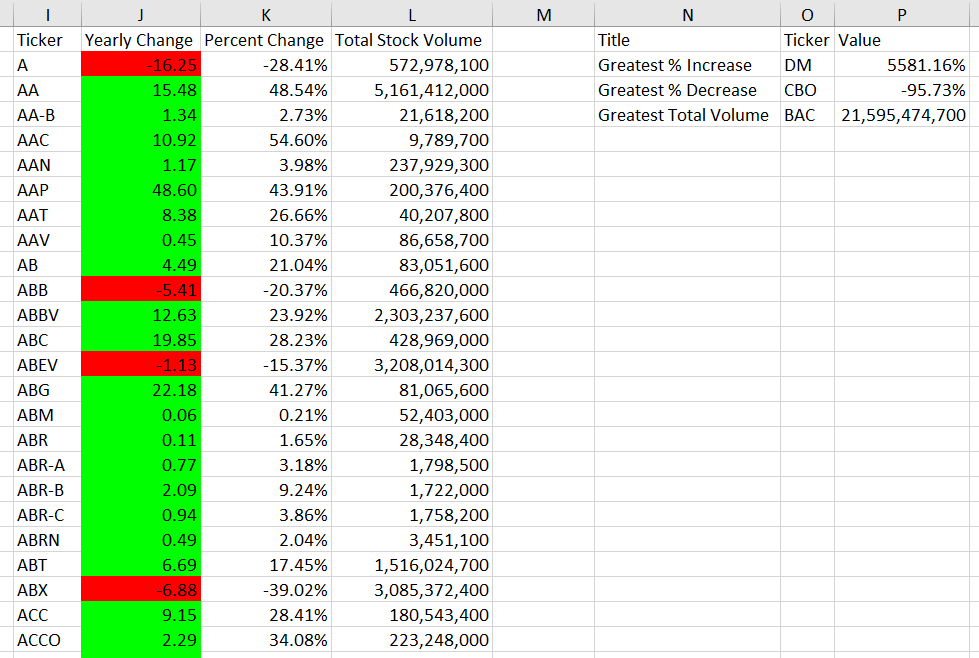 I J K L M N O P
Ticker Yearly Change Percent Change Total Stock Volume Title Ticker Value
A -16.25 -28.41% 572,978,100 Greatest % Increase DM 5581.16%
AA 15.48 48.54% 5,161,412,000 Greatest % Decrease CBO -95.73%
AA-B 1.34 2.73% 21,618,200 Greatest Total Volume BAC 21,595,474,700
AAC 10.92 54.60% 9,789,700
AAN 1.17 3.98% 237,929,300
AAP 48.60 43.91% 200,376,400
AAT 8.38 26.66% 40,207,800
AAV 0.45 10.37% 86,658,700
AB 4.49 21.04% 83,051,600
ABB -5.41 -20.37% 466,820,000
ABBV 12.63 23.92% 2,303,237,600
ABC 19.85 28.23% 428,969,000
ABEV -1.13 -15.37% 3,208,014,300
ABG 22.18 41.27% 81,065,600
ABM 0.06 0.21% 52,403,000
ABR 0.11 1.65% 28,348,400
ABR-A 0.77 3.18% 1,798,500
ABR-B 2.09 9.24% 1,722,000
ABR-C 0.94 3.86% 1,758,200
ABRN 0.49 2.04% 3,451,100
ABT 6.69 17.45% 1,516,024,700
ABX -6.88 -39.02% 3,085,372,400
ACC 9.15 28.41% 180,543,400
ACCO 2.29 34.08% 223,248,000